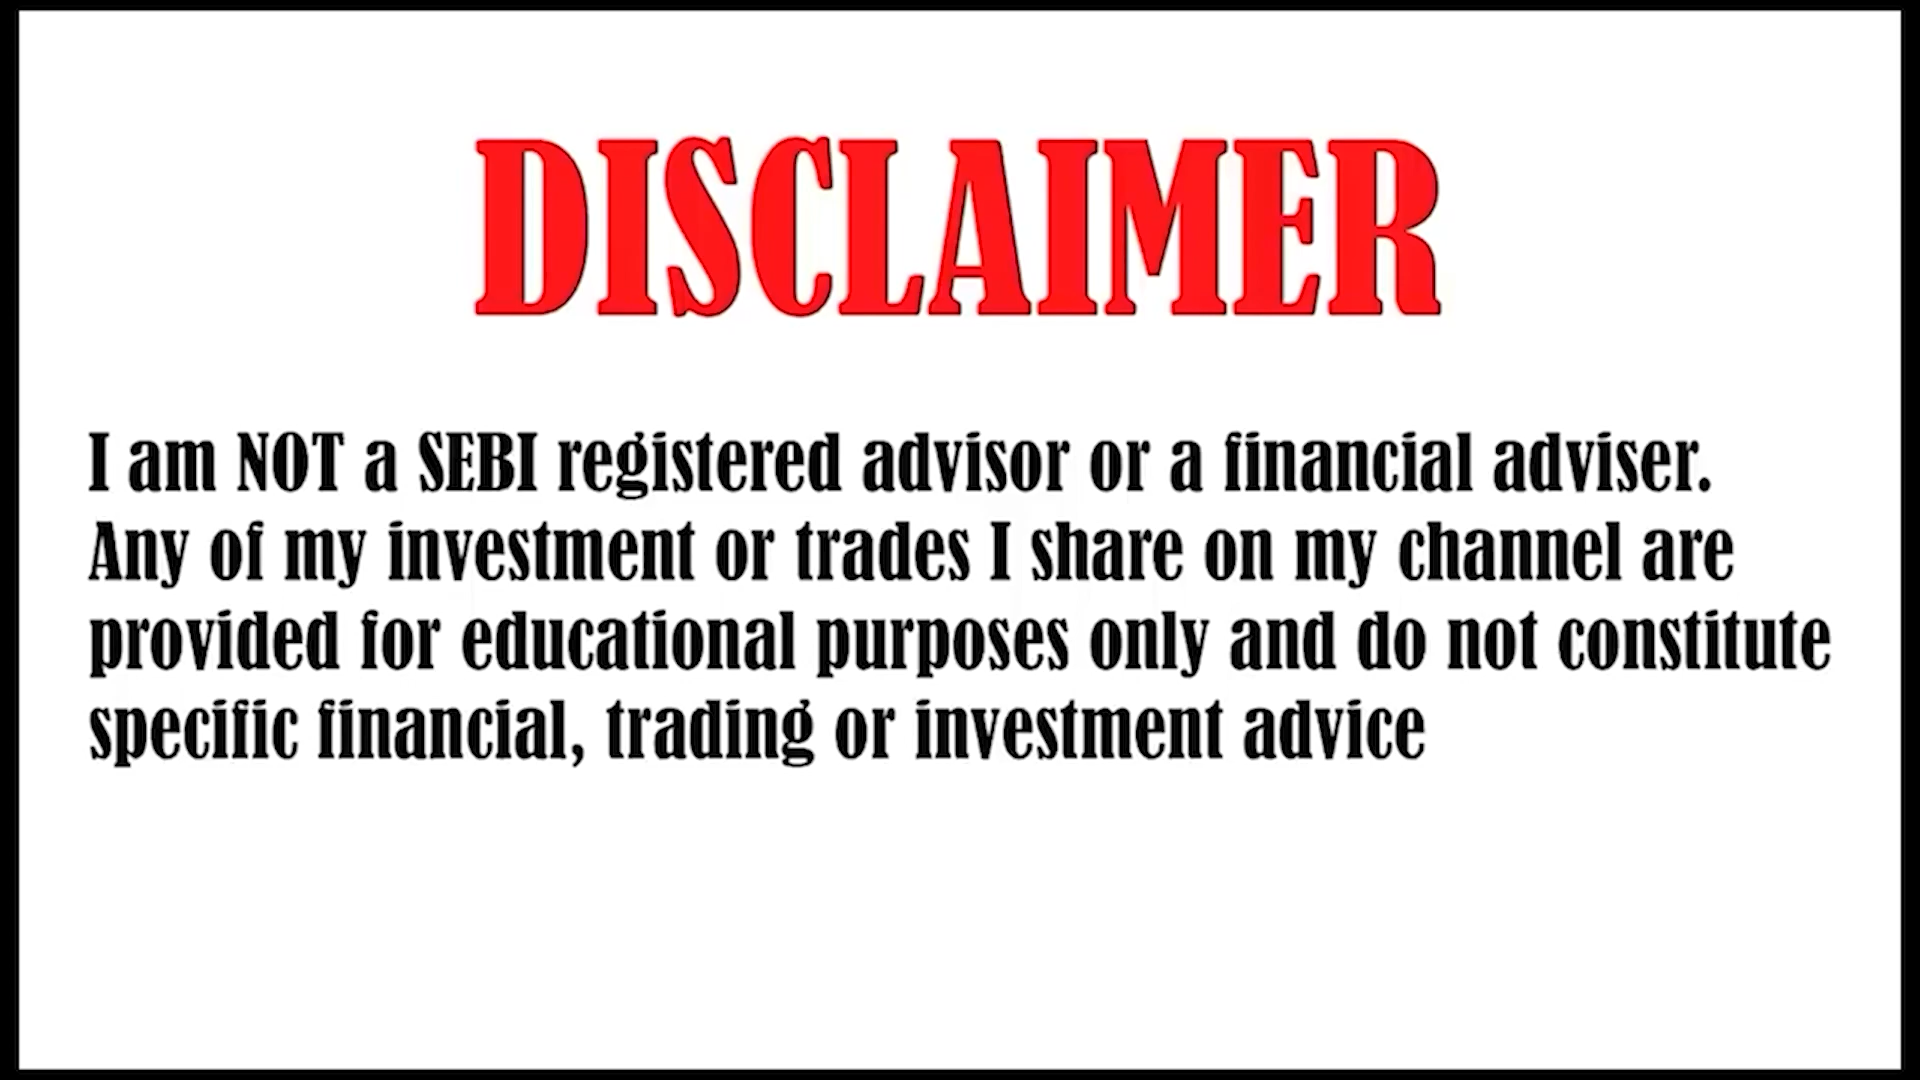 DISCLAIMER
I am NOT a SEBI registered advisor or a financial adviser.
Any of my investment or trades I share on my channel are
provided for educational purposes only and do not constitute
specific financial, trading or investment advice